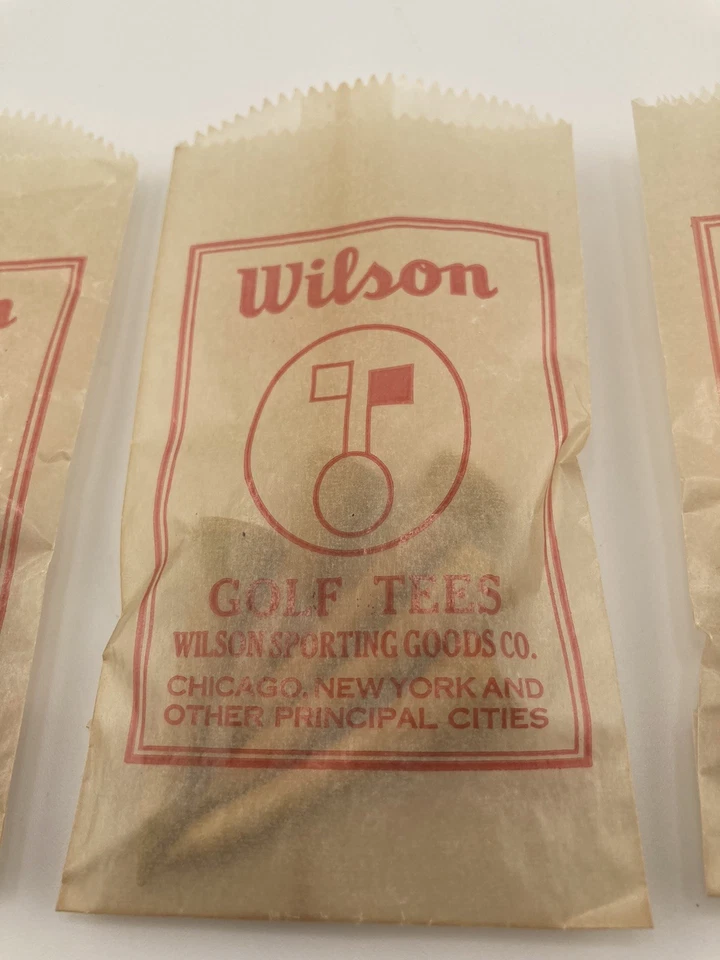 Wilson
GOLF TEES
WILSON SPORTING GOODS CO.
CHICAGO, NEW YORK AND
OTHER PRINCIPAL CITIES